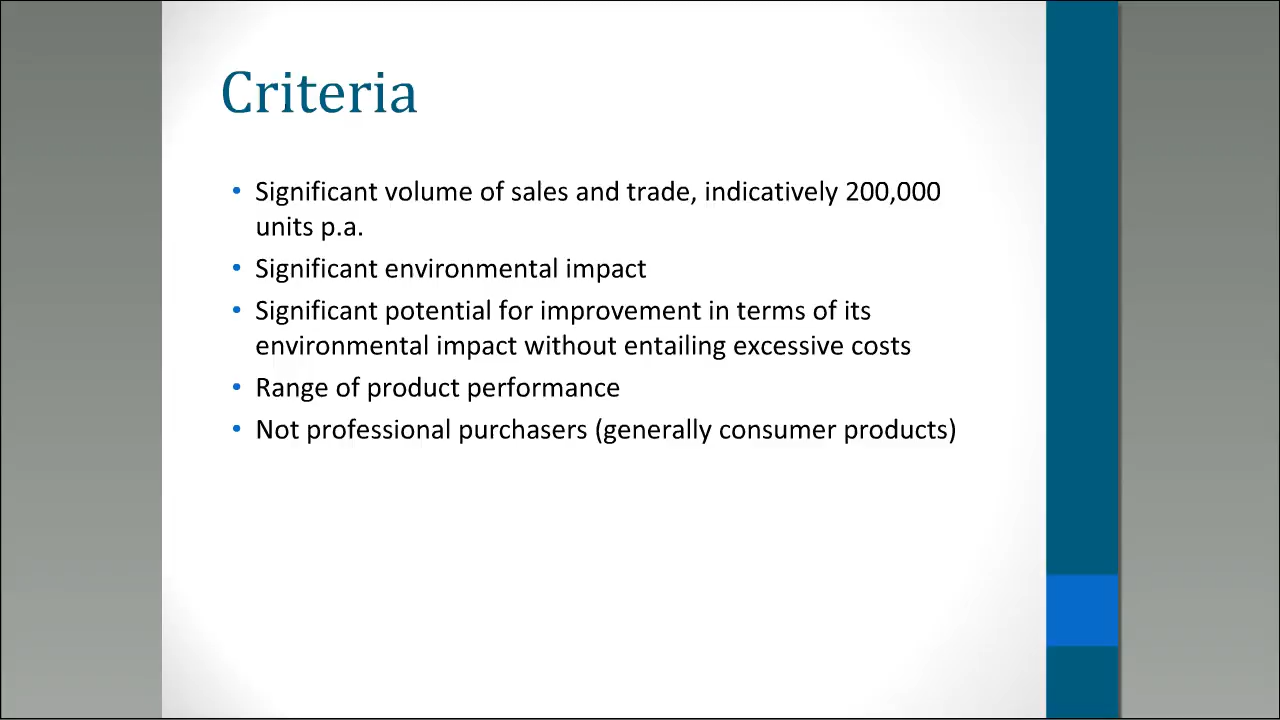 Criteria
• Significant volume of sales and trade, indicatively 200,000
units p.a.
• Significant environmental impact
• Significant potential for improvement in terms of its
environmental impact without entailing excessive costs
• Range of product performance
• Not professional purchasers (generally consumer products)